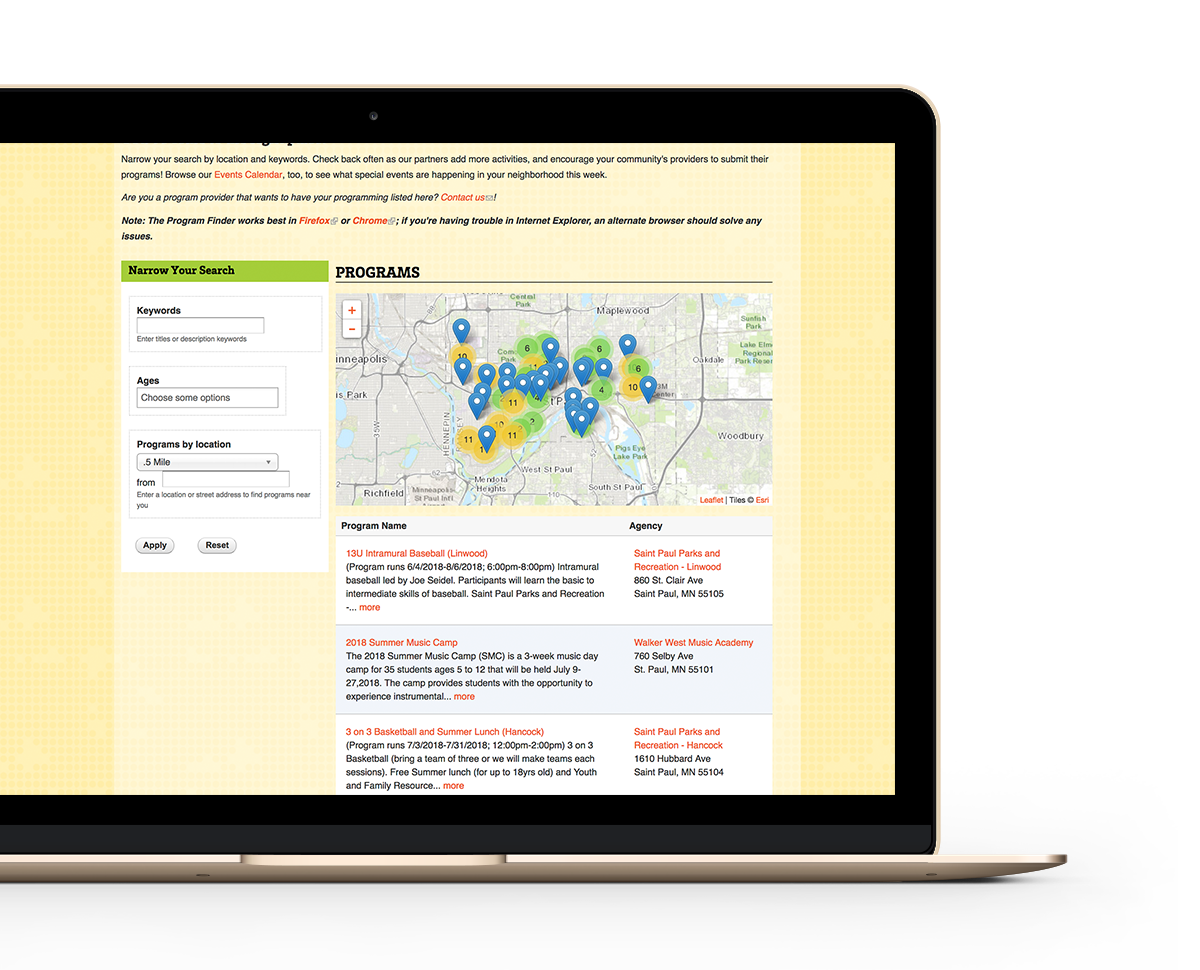 Narrow your search by location and keywords. Check back often as our partners add more activities, and encourage your community's providers to submit their
programs! Browse our Events Calendar, too, to see what special events are happening in your neighborhood this week.
Are you a program provider that wants to have your programming listed here? Contact us!
Note: The Program Finder works best in Firefox or Chrome; if you're having trouble in Internet Explorer, an alternate browser should solve any
issues.
Narrow Your Search
Keywords
Enter titles or description keywords
Ages
Choose some options
Programs by location
.5 Mile
from
Enter a location or street address to find programs near
you
Apply
Reset
PROGRAMS
+
−
Central
Park
Maplewood
Sunfish
Park
Lake Elmo
Regional
Park Reser
inneapolis
Oakdale
is Park
35W
HENNEPIN
RAMSEY
Woodbury
Pigs Eye
Lake Park
West St Paul
Mendota
Heights
South St Paul
Richfield
Minneapolis-
St Paul Intl
62
110
52
88
10
6
6
6
10
4
11
2
11
11
Leaflet | Tiles © Esri
Program Name
Agency
13U Intramural Baseball (Linwood)
(Program runs 6/4/2018-8/6/2018; 6:00pm-8:00pm) Intramural
baseball led by Joe Seidel. Participants will learn the basic to
intermediate skills of baseball. Saint Paul Parks and Recreation
-... more
Saint Paul Parks and
Recreation - Linwood
860 St. Clair Ave
Saint Paul, MN 55105
2018 Summer Music Camp
The 2018 Summer Music Camp (SMC) is a 3-week music day
camp for 35 students ages 5 to 12 that will be held July 9-
27,2018. The camp provides students with the opportunity to
experience instrumental... more
Walker West Music Academy
760 Selby Ave
St. Paul, MN 55101
3 on 3 Basketball and Summer Lunch (Hancock)
(Program runs 7/3/2018-7/31/2018; 12:00pm-2:00pm) 3 on 3
Basketball (bring a team of three or we will make teams each
sessions). Free Summer lunch (for up to 18yrs old) and Youth
and Family Resource... more
Saint Paul Parks and
Recreation - Hancock
1610 Hubbard Ave
Saint Paul, MN 55104